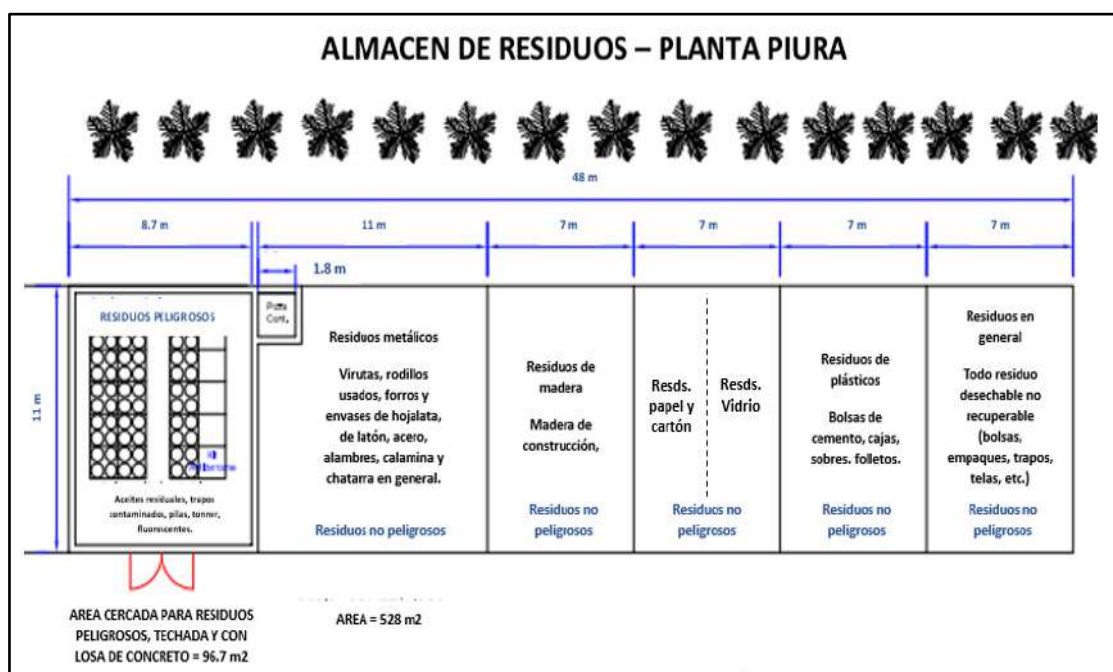 ALMACEN DE RESIDUOS – PLANTA PIURA
48 m
8.7 m
11 m
7 m
7 m
7 m
7 m
1.8 m
11 m
RESIDUOS PELIGROSOS
Aceites residuales, trapos
contaminados, pilas, tonner,
fluorescentes.
Residuos metálicos
Virutas, rodillos
usados, forros y
envases de hojalata,
de latón, acero,
alambres, calamina y
chatarra en general.
Residuos no peligrosos
Residuos de
madera
Madera de
construcción,
Residuos no
peligrosos
Resds.
papel y
cartón
Resds.
Vidrio
Residuos no
peligrosos
Residuos de
plásticos
Bolsas de
cemento, cajas,
sobres. folletos.
Residuos no
peligrosos
Residuos en
general
Todo residuo
desechable no
recuperable
(bolsas,
empaques, trapos,
telas, etc.)
Residuos no
peligrosos
AREA CERCADA PARA RESIDUOS
PELIGROSOS, TECHADA Y CON
LOSA DE CONCRETO = 96.7 m2
AREA = 528 m2